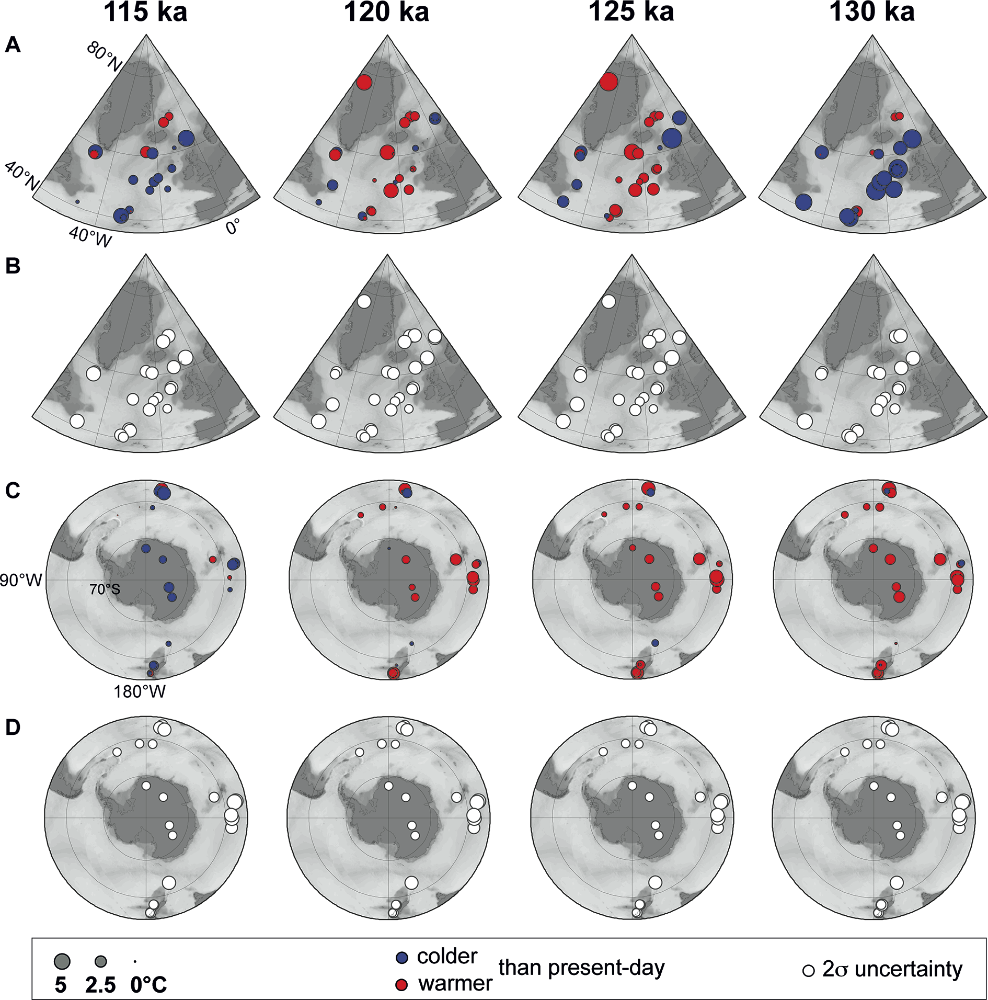 115 ka 120 ka 125 ka 130 ka
A
80°N
40°N
40°W
0°
B
C
90°W
70°S
180°W
D
5 2.5 0°C
colder
warmer
than present-day
2σ uncertainty